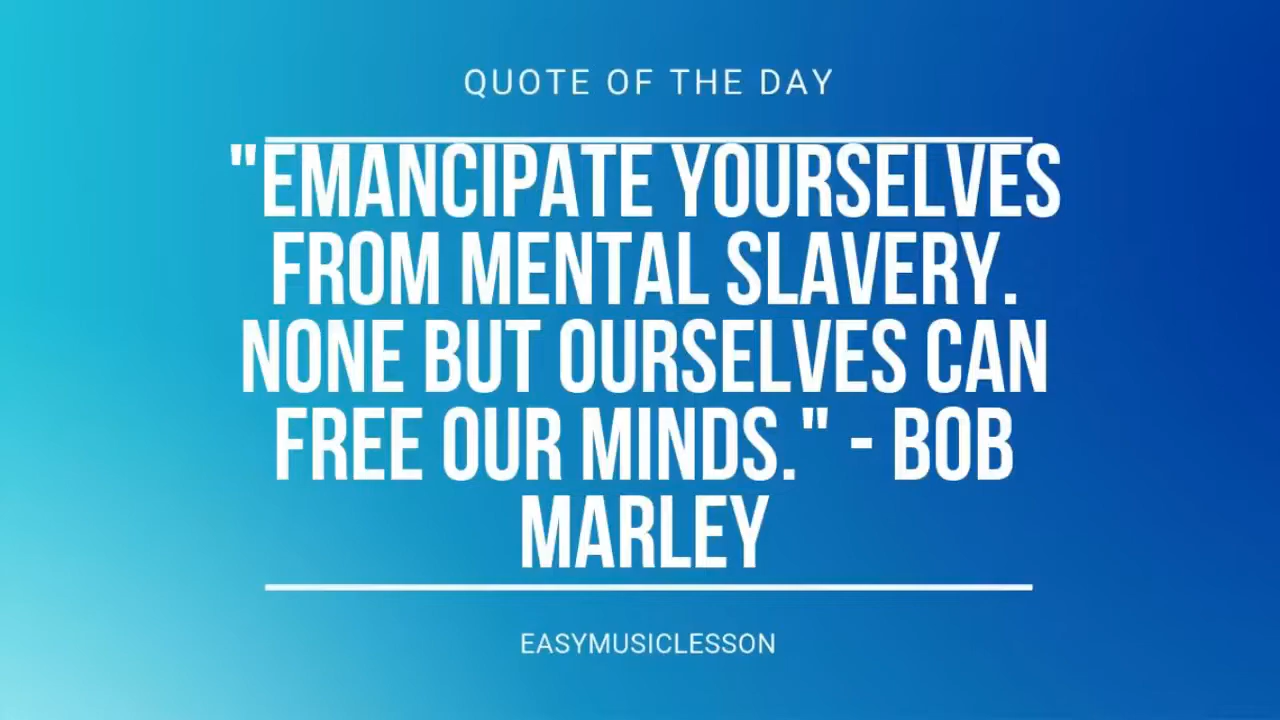 QUOTE OF THE DAY
"EMANCIPATE YOURSELVES
FROM MENTAL SLAVERY.
NONE BUT OURSELVES CAN
FREE OUR MINDS." - BOB
MARLEY
EASYMUSICLESSON